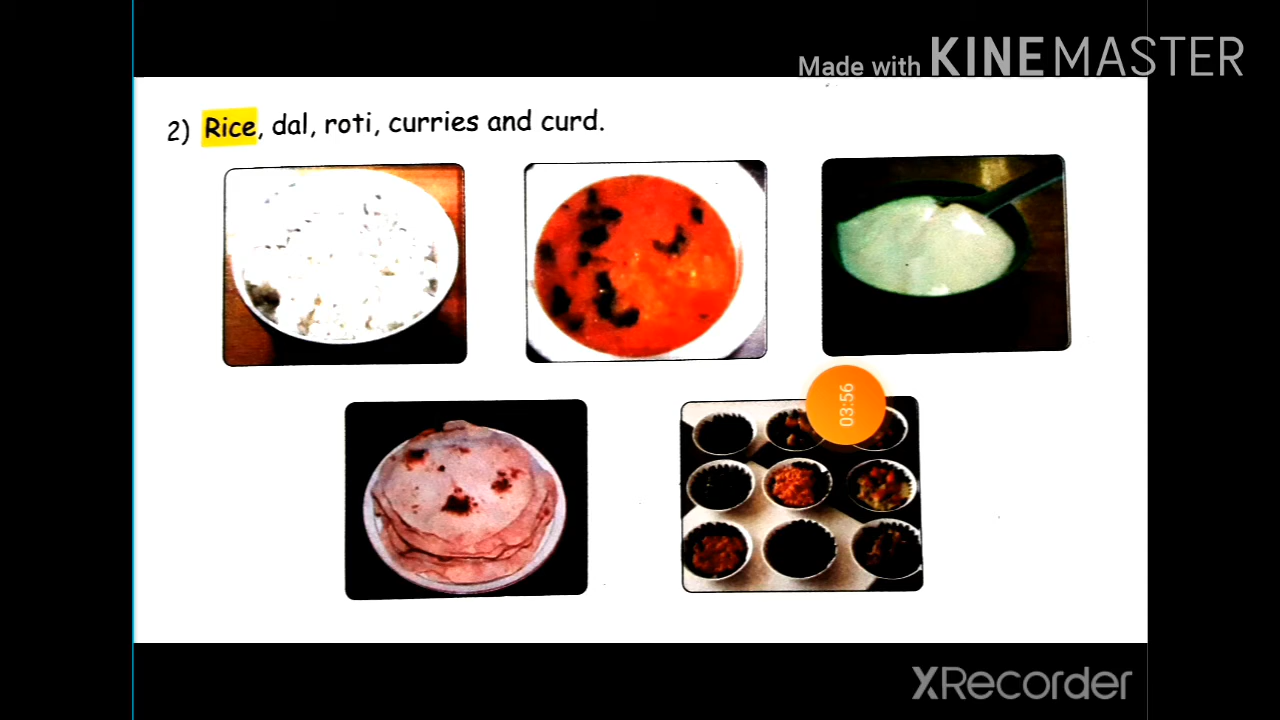 Made with KINEMASTER
2) Rice, dal, roti, curries and curd.
03:56
XRecorder